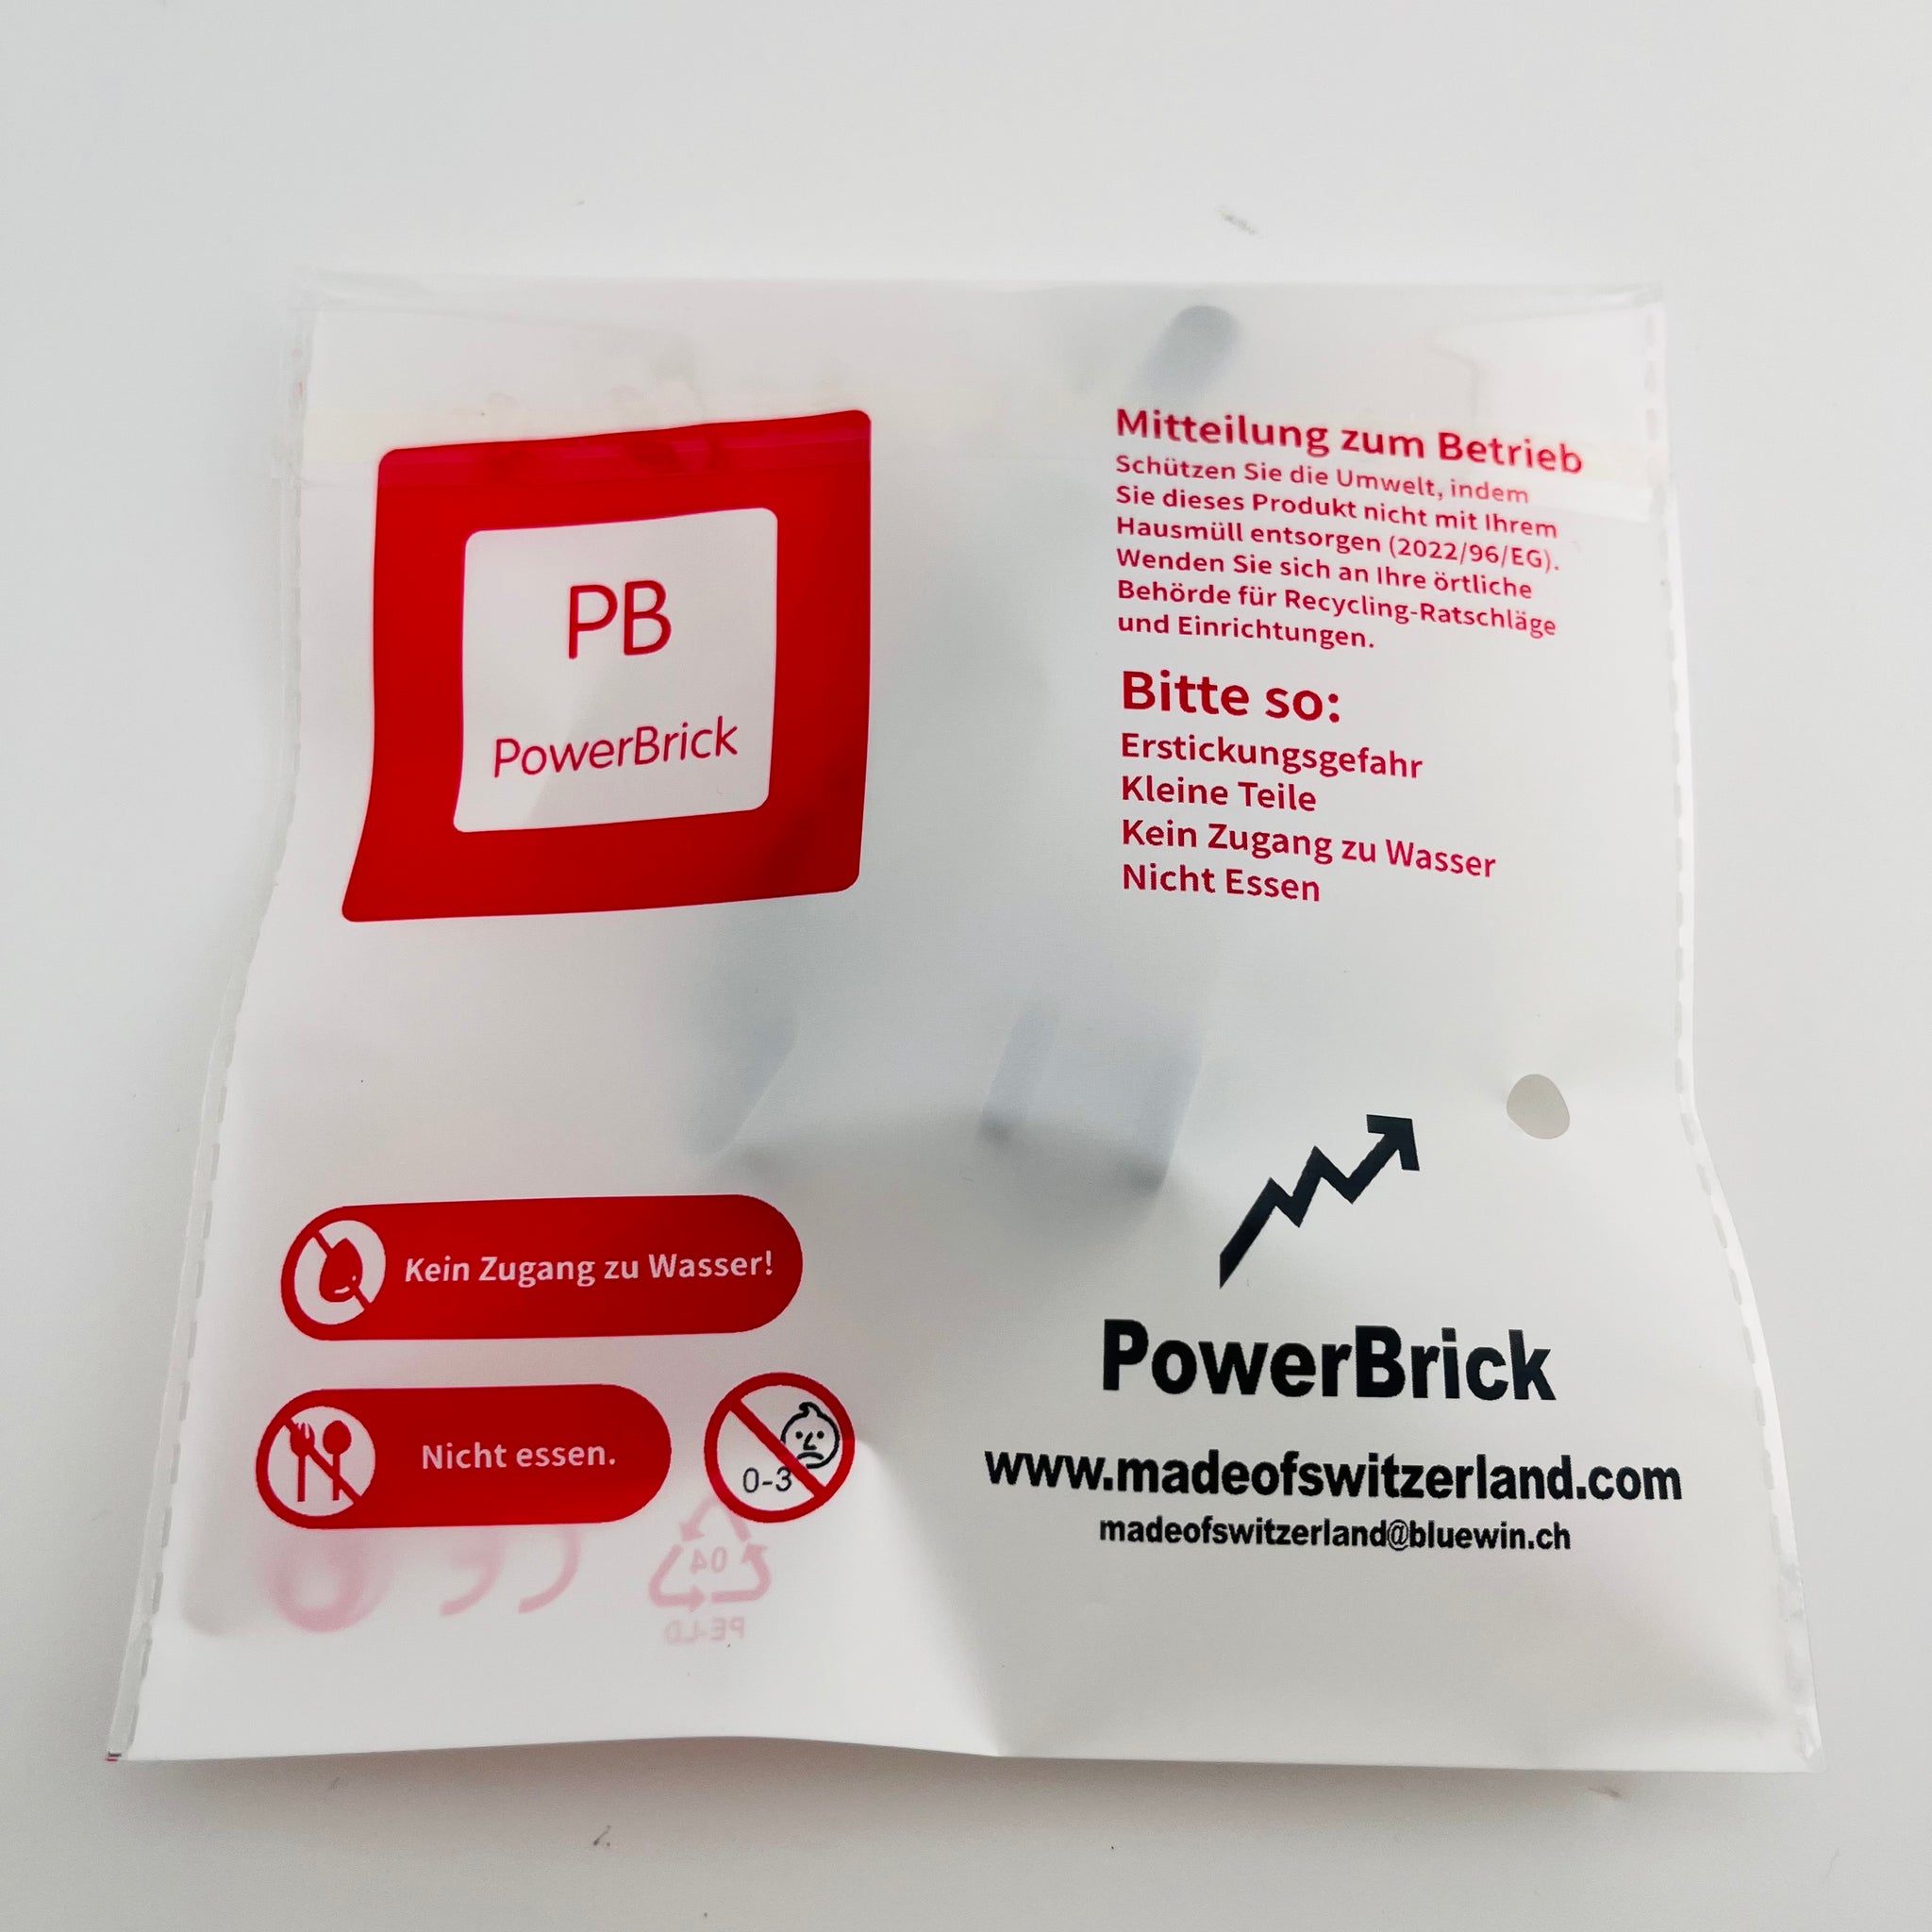 PB
PowerBrick
Mitteilung zum Betrieb
Schützen Sie die Umwelt, indem
Sie dieses Produkt nicht mit Ihrem
Hausmüll entsorgen (2022/96/EG).
Wenden Sie sich an Ihre örtliche
Behörde für Recycling-Ratschläge
und Einrichtungen.
Bitte so:
Erstickungsgefahr
Kleine Teile
Kein Zugang zu Wasser
Nicht Essen
Kein Zugang zu Wasser!
Nicht essen.
0-3
04
PE-LD
PowerBrick
www.madeofswitzerland.com
madeofswitzerland@bluewin.ch